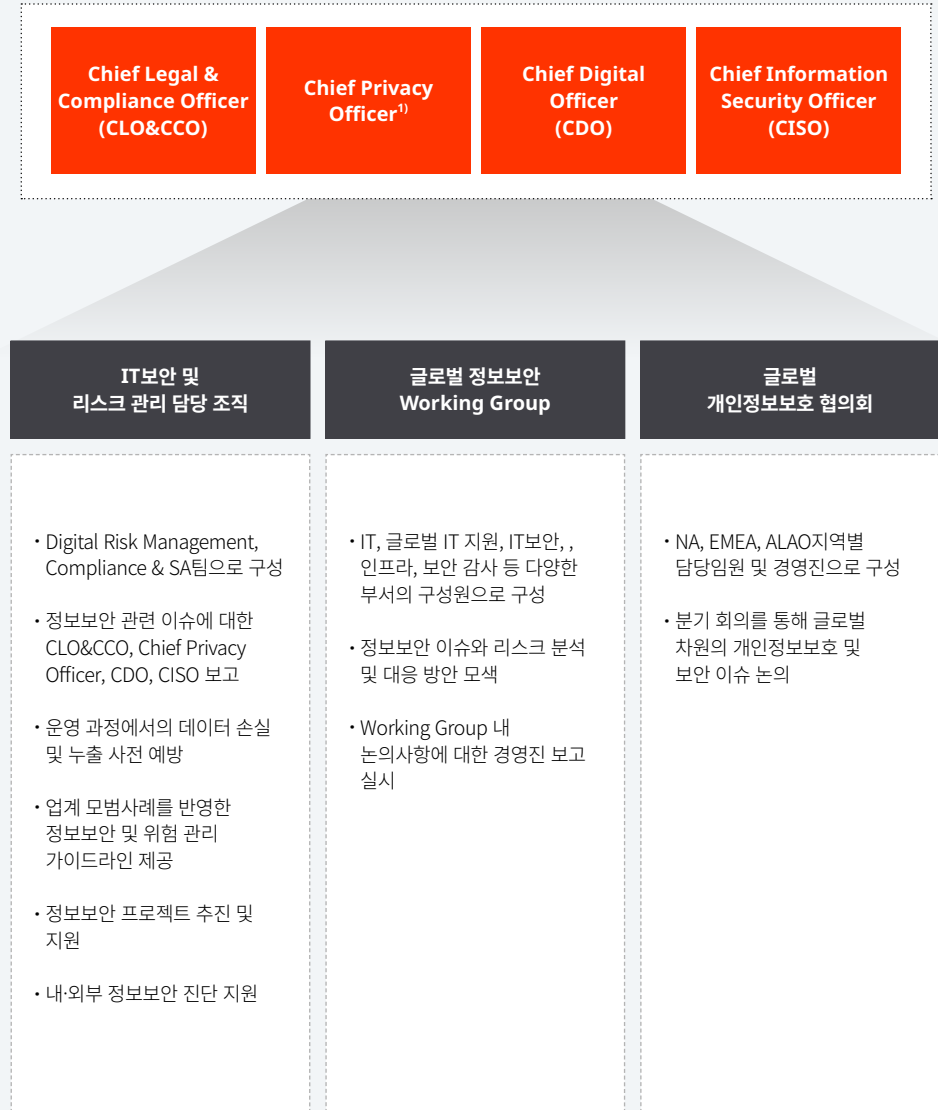 Chief Legal &
Compliance Officer
(CLO&CCO)
Chief Privacy
Officer1)
Chief Digital
Officer
(CDO)
Chief Information
Security Officer
(CISO)
IT보안 및
리스크 관리 담당 조직
· Digital Risk Management,
Compliance & SA팀으로 구성
· 정보보안 관련 이슈에 대한
CLO&CCO, Chief Privacy
Officer, CDO, CISO 보고
· 운영 과정에서의 데이터 손실
및 누출 사전 예방
· 업계 모범사례를 반영한
정보보안 및 위험 관리
가이드라인 제공
· 정보보안 프로젝트 추진 및
지원
· 내·외부 정보보안 진단 지원
글로벌 정보보안
Working Group
· IT, 글로벌 IT 지원, IT보안, ,
인프라, 보안 감사 등 다양한
부서의 구성원으로 구성
· 정보보안 이슈와 리스크 분석
및 대응 방안 모색
· Working Group 내
논의사항에 대한 경영진 보고
실시
글로벌
개인정보보호 협의회
· NA, EMEA, ALAO지역별
담당임원 및 경영진으로 구성
· 분기 회의를 통해 글로벌
차원의 개인정보보호 및
보안 이슈 논의